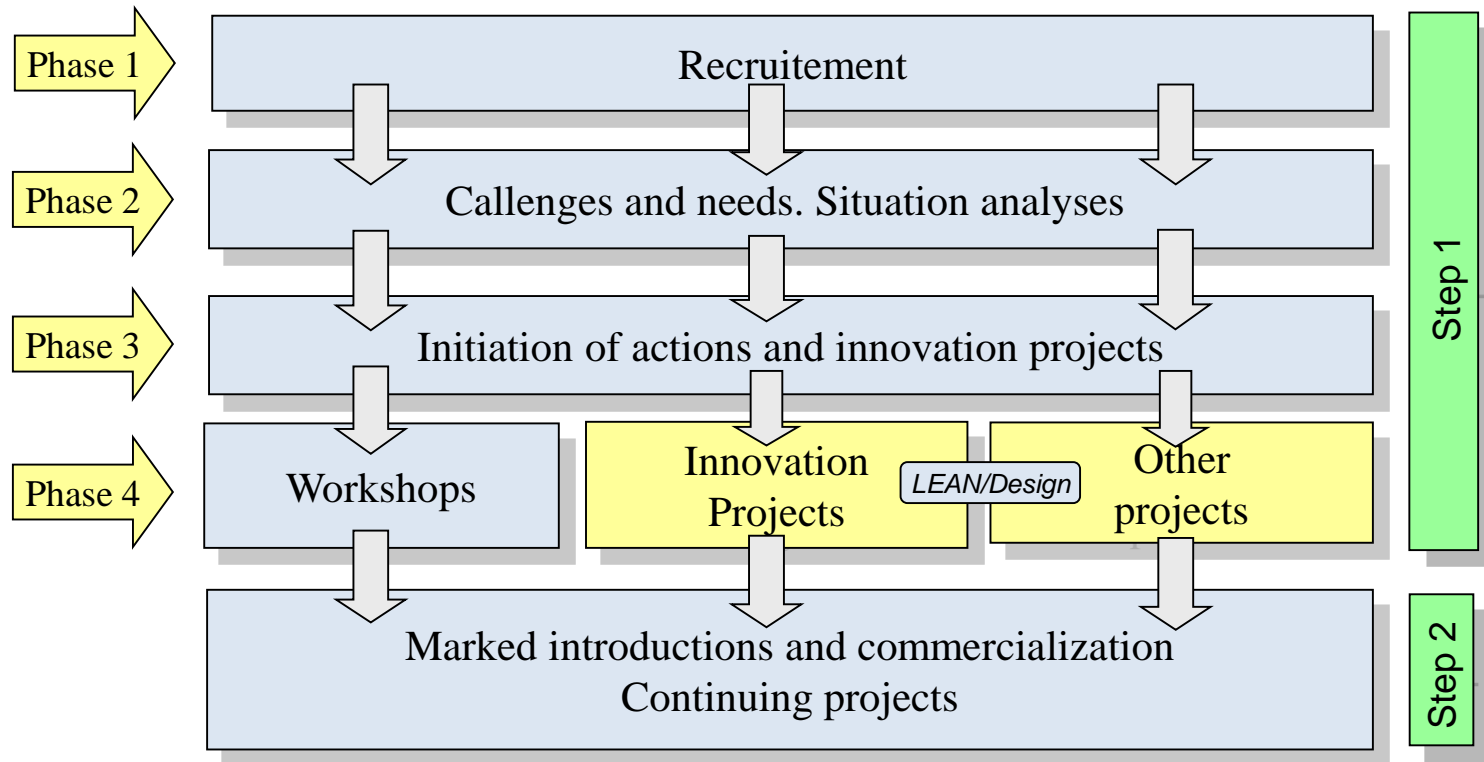 Phase 1
Recruitement
Phase 2
Callenges and needs. Situation analyses
Phase 3
Initiation of actions and innovation projects
Step 1
Phase 4
Workshops
Innovation
Projects
LEAN/Design
Other
projects
Marked introductions and commercialization
Continuing projects
Step 2